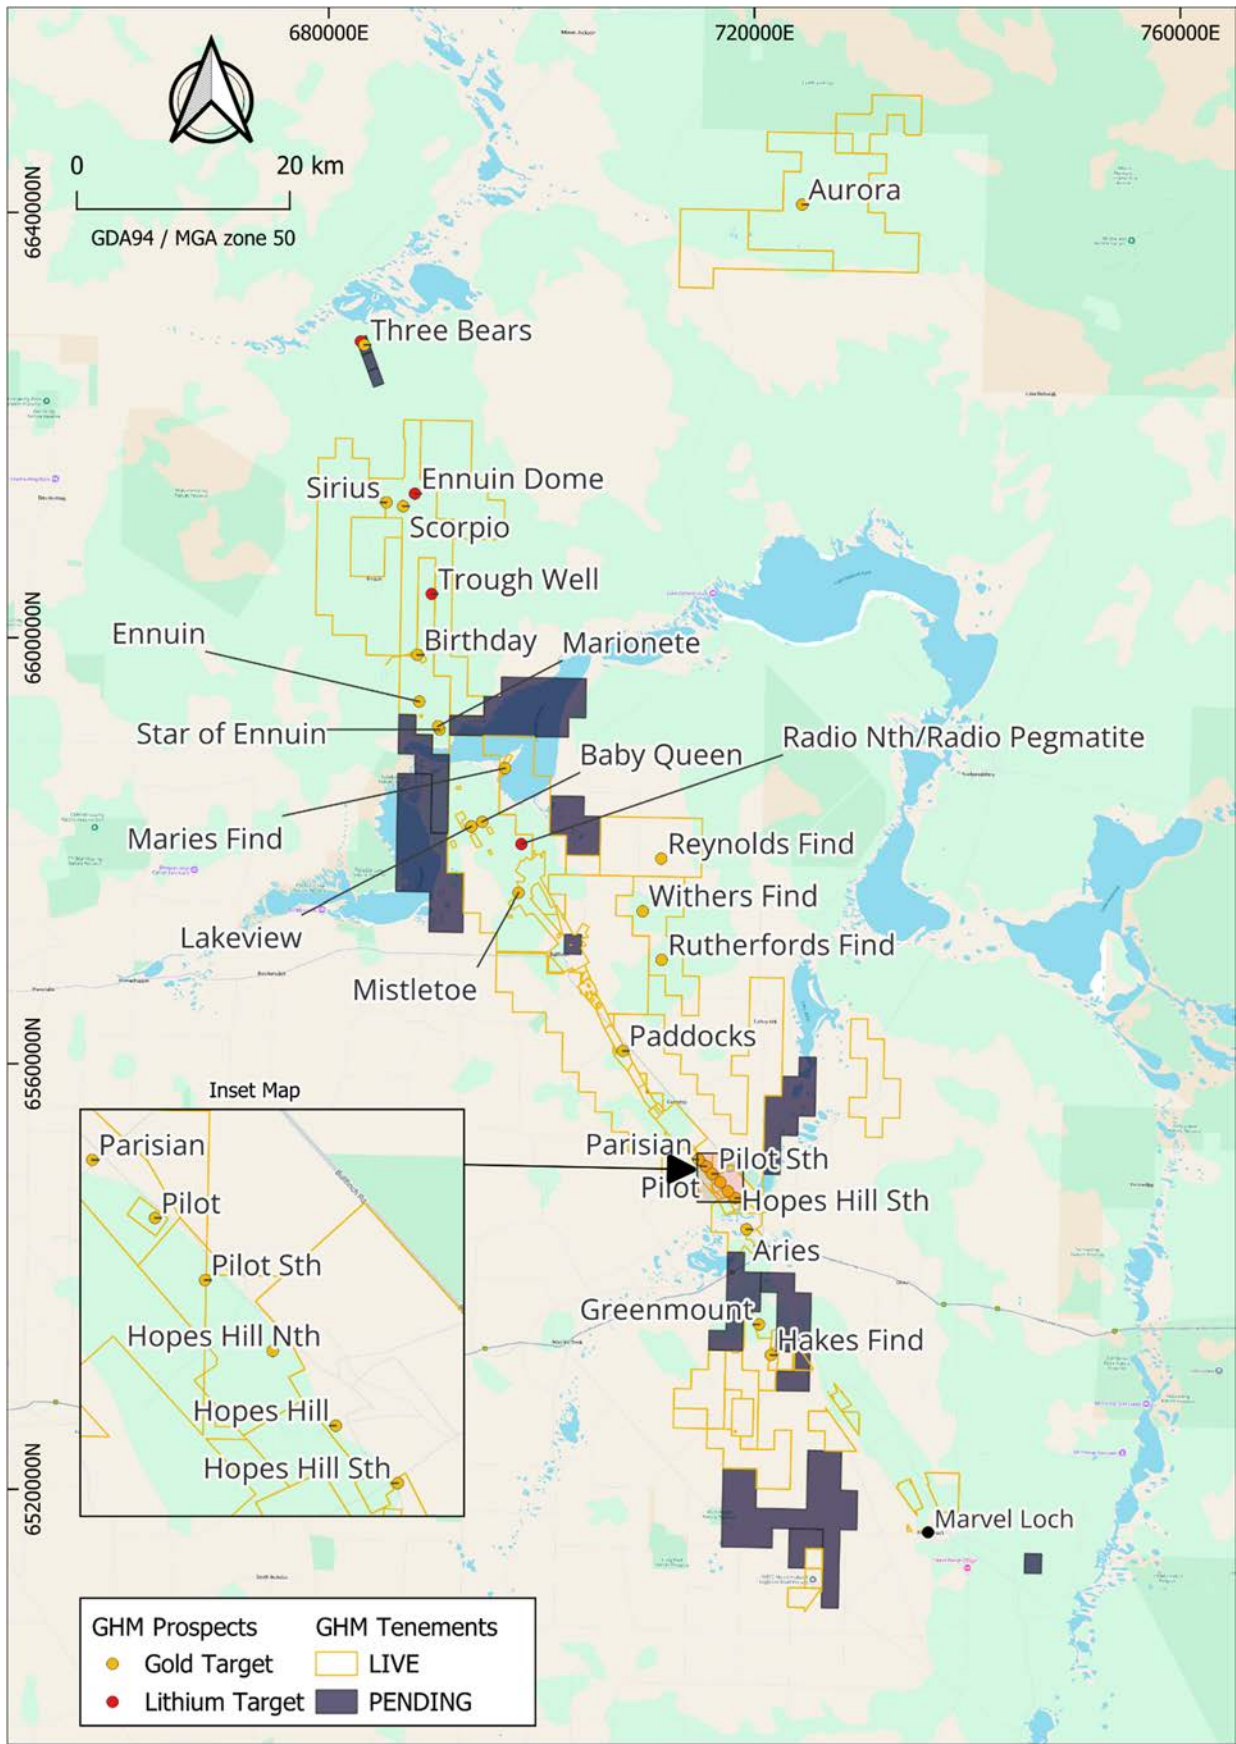 680000E
720000E
760000E
0
20 km
GDA94 / MGA zone 50
6640000N
Aurora
Three Bears
Ennuin Dome
Sirius
Scorpio
Trough Well
6600000N
Ennuin
Birthday
Marionete
Star of Ennuin
Radio Nth/Radio Pegmatite
Baby Queen
Maries Find
Reynolds Find
Withers Find
Lakeview
Rutherfords Find
Mistletoe
Paddocks
6560000N
Inset Map
Parisian
Pilot Sth
Pilot
Hopes Hill Sth
Aries
Greenmount
Hakes Find
Parisian
Pilot
Bullfinch Rd
Pilot Sth
Hopes Hill Nth
Hopes Hill
Hopes Hill Sth
6520000N
Marvel Loch
GHM Prospects
GHM Tenements
Gold Target
LIVE
Lithium Target
PENDING